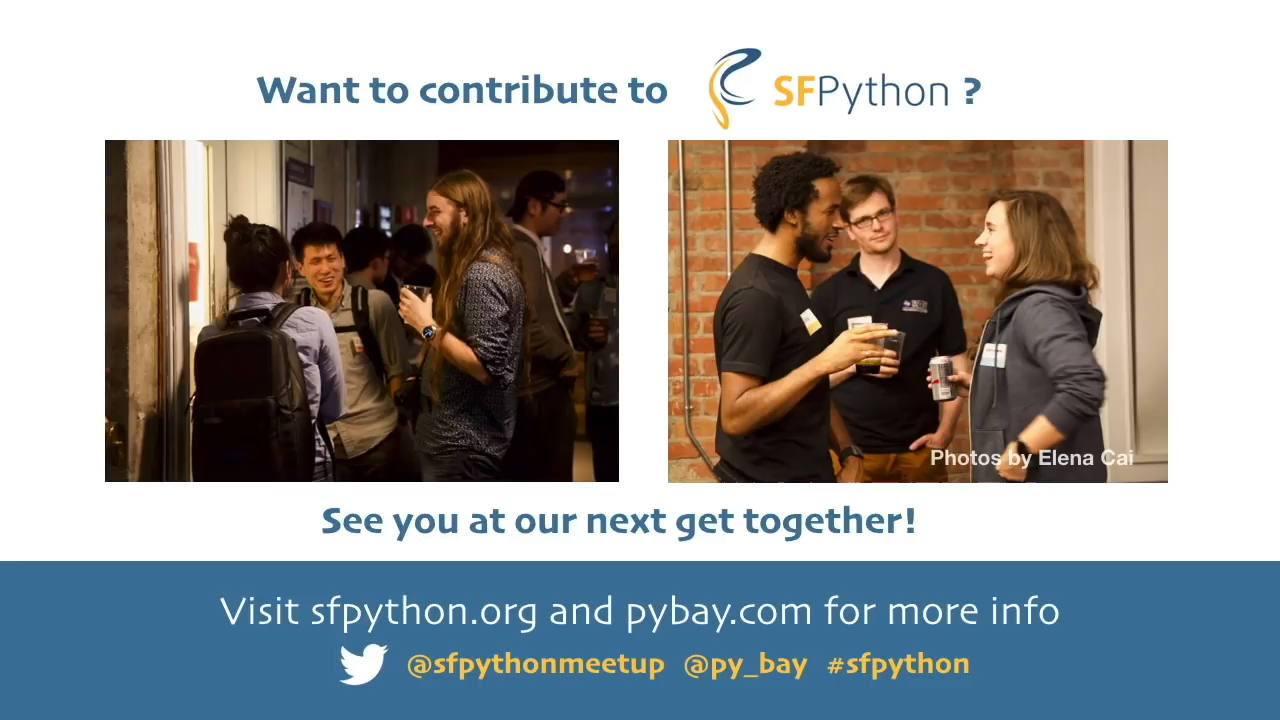 Want to contribute to SFPython ?
Photos by Elena Cai
See you at our next get together!
Visit sfpython.org and pybay.com for more info
@sfpythonmeetup @py_bay #sfpython